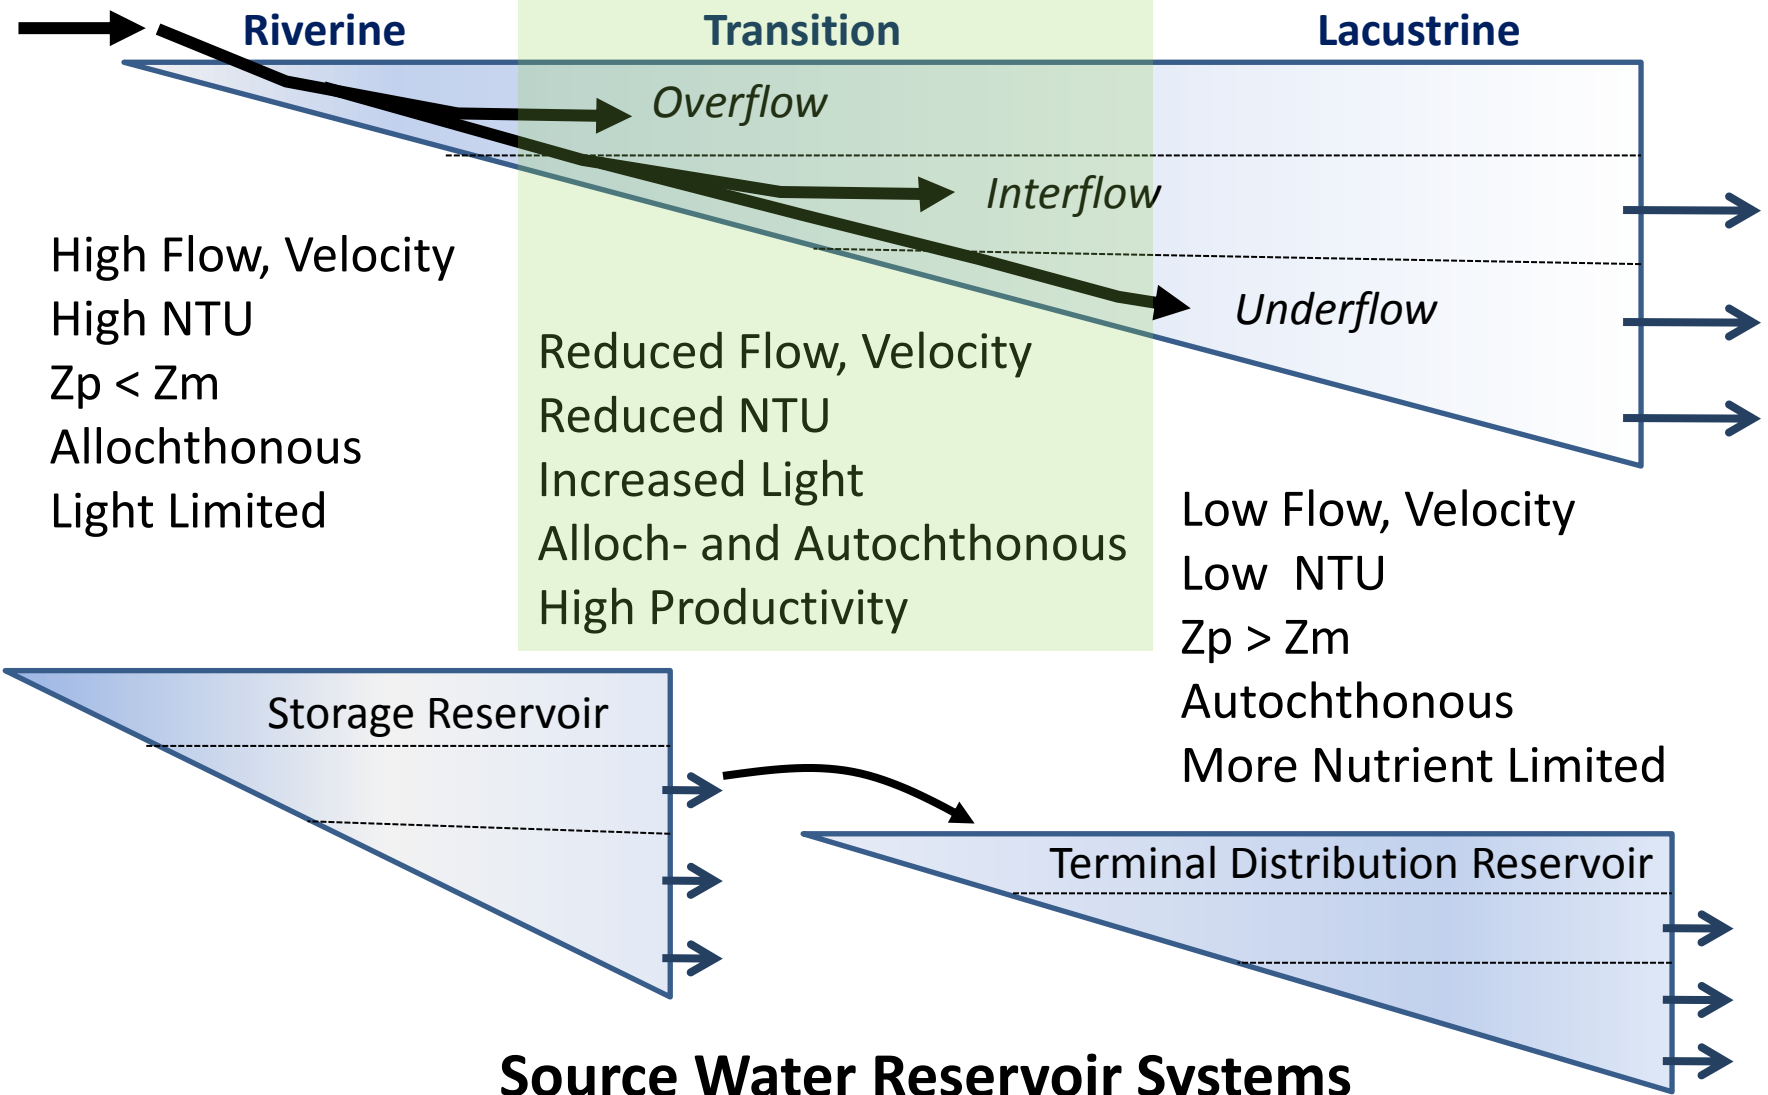 Riverine
Transition
Lacustrine
Overflow
Interflow
Underflow
High Flow, Velocity
High NTU
Zp < Zm
Allochthonous
Light Limited
Reduced Flow, Velocity
Reduced NTU
Increased Light
Alloch- and Autochthonous
High Productivity
Low Flow, Velocity
Low  NTU
Zp > Zm
Autochthonous
More Nutrient Limited
Storage Reservoir
Terminal Distribution Reservoir
Source Water Reservoir Systems